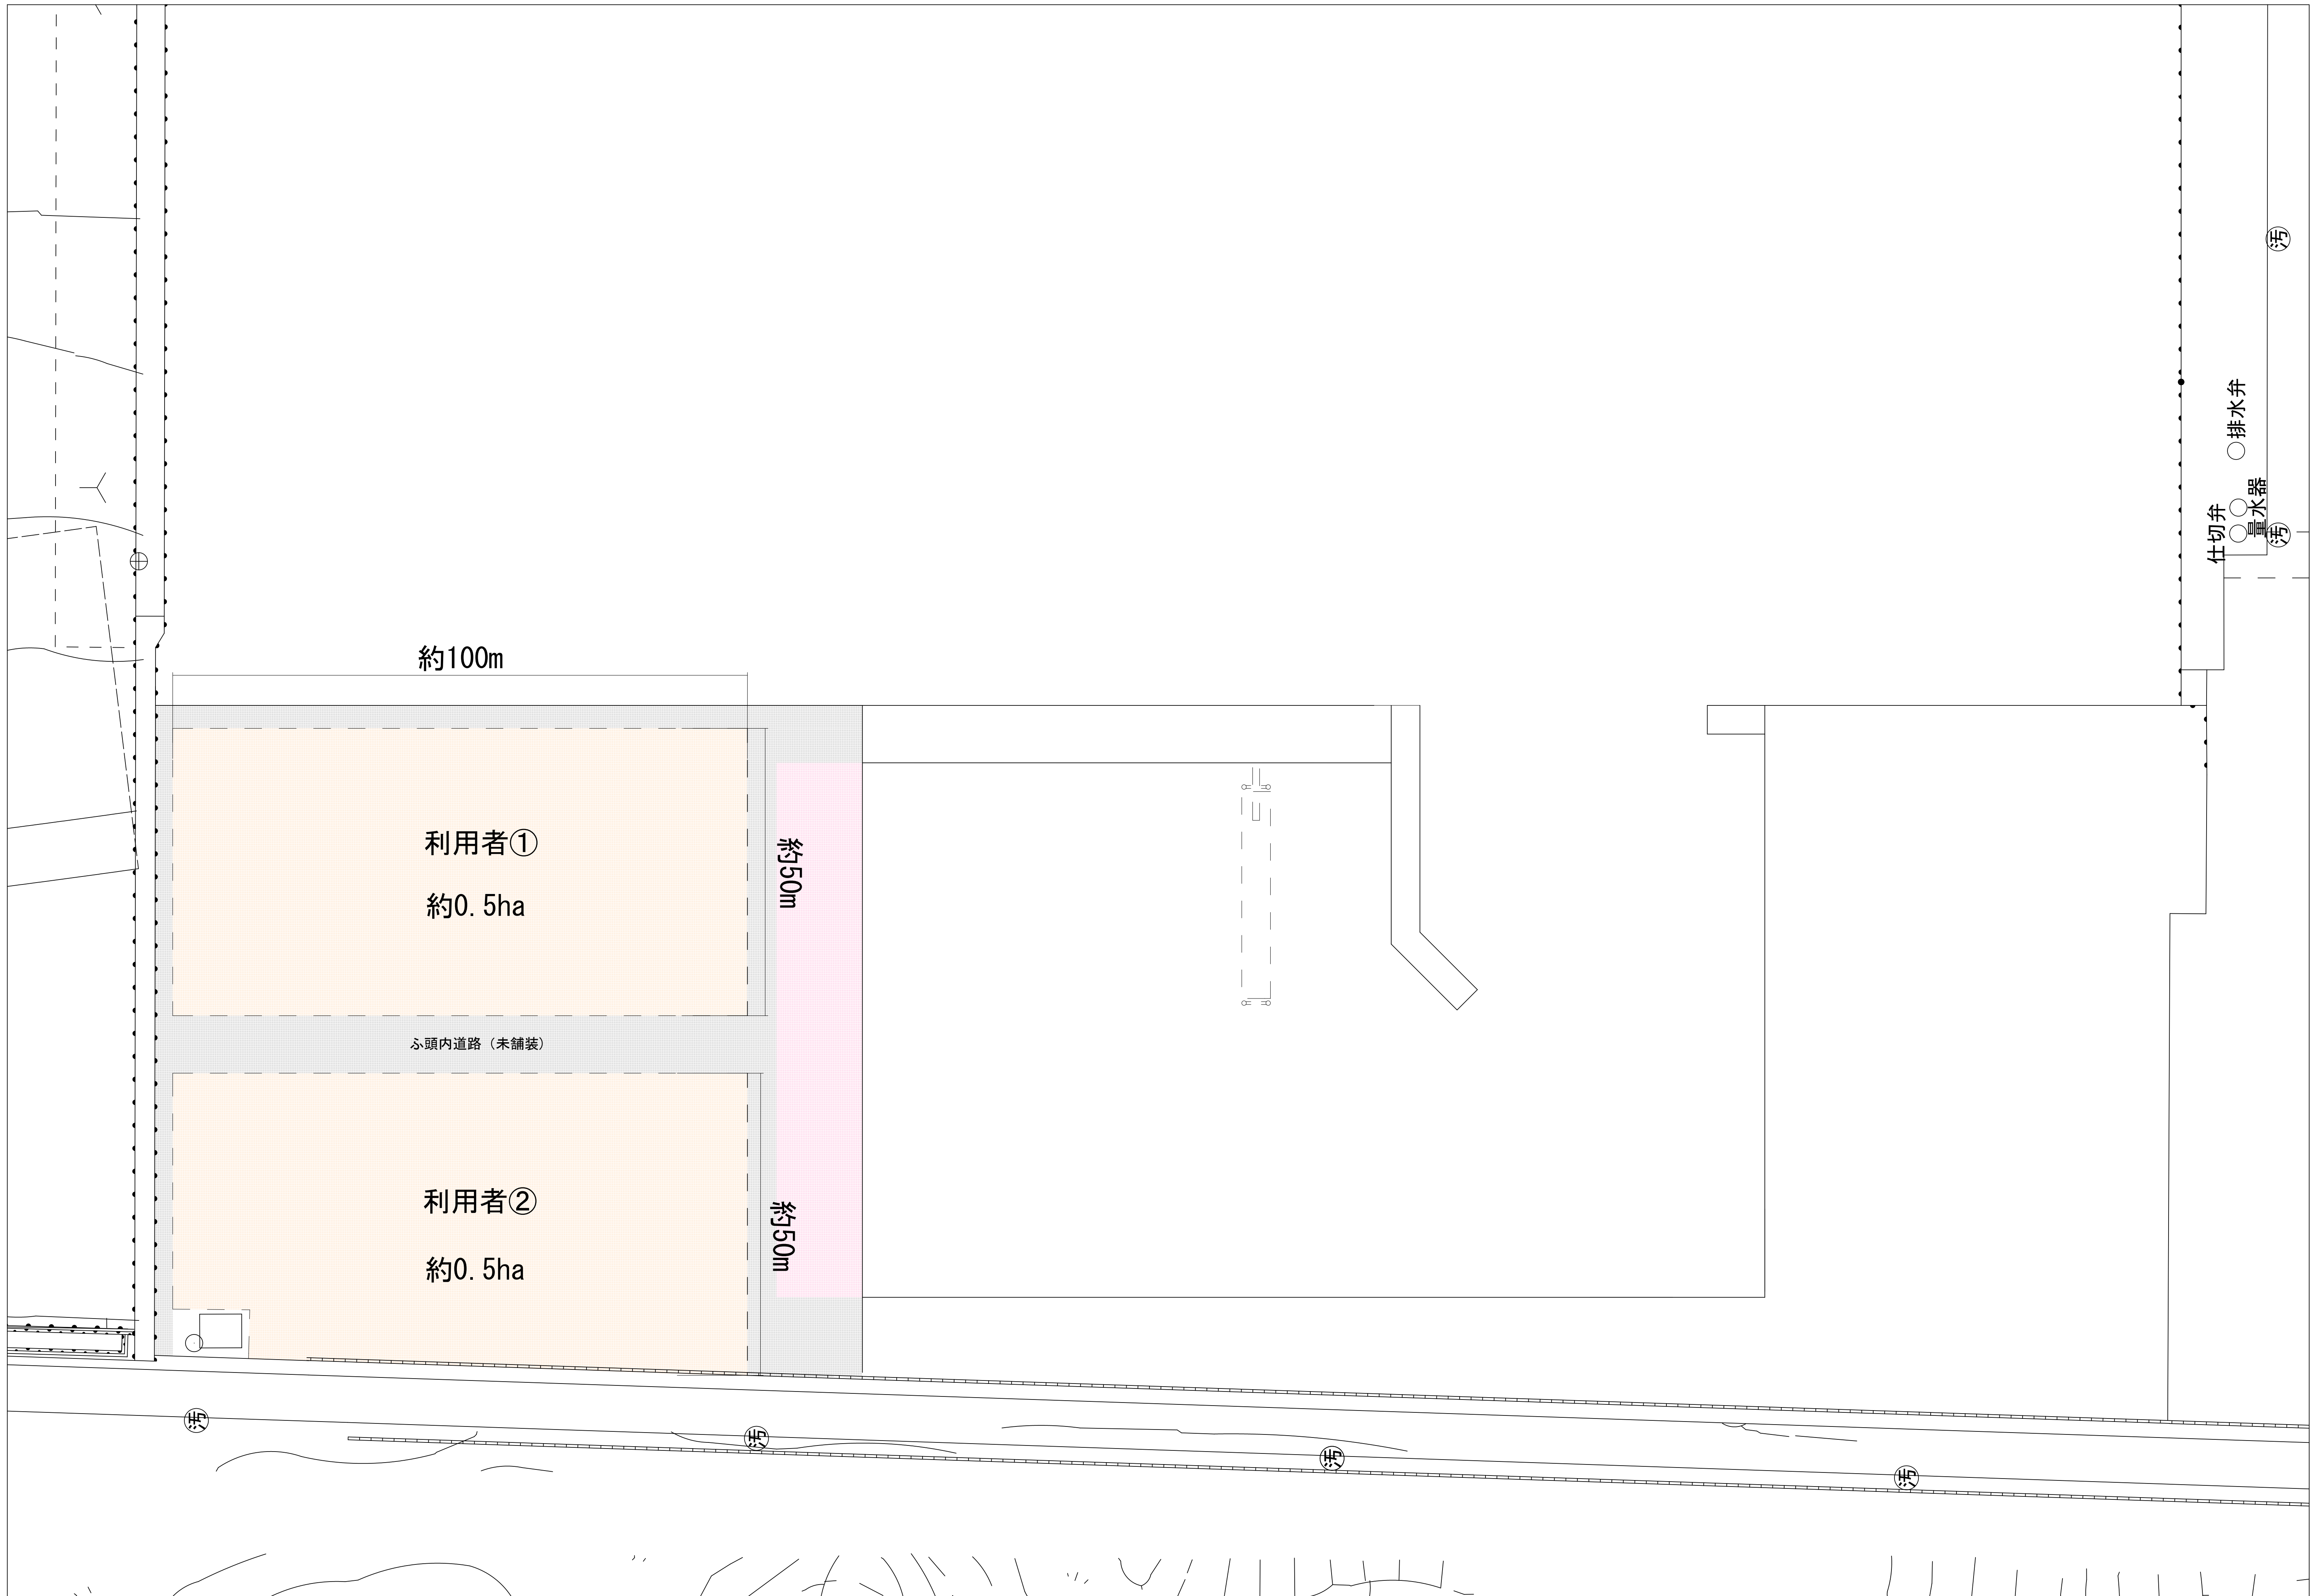 汚
排水弁
量水器
仕切弁
汚
約100m
利用者①
約50m
約0.5ha
ふ頭内道路（未舗装）
利用者②
約50m
約0.5ha
汚
汚
汚
汚